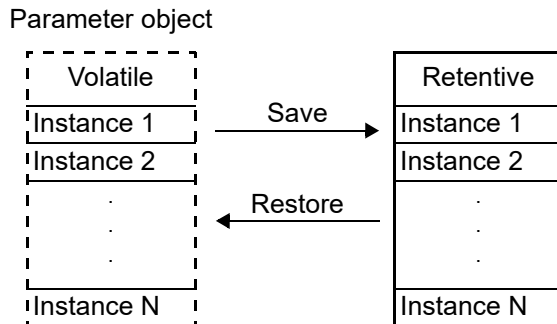 Parameter object
Volatile
Retentive
Instance 1
Save
Instance 1
Instance 2
Instance 2
.
.
Restore
.
.
.
.
Instance N
Instance N